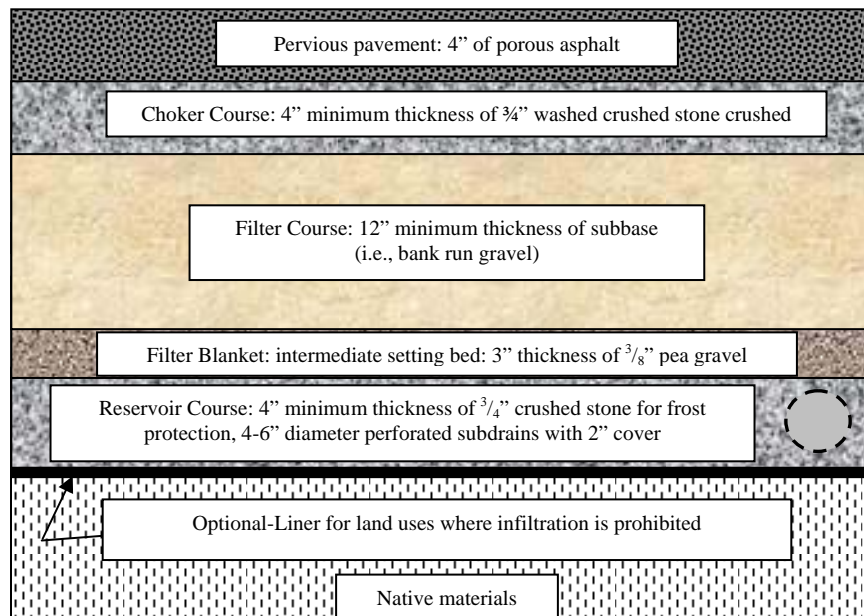 Pervious pavement: 4” of porous asphalt
Choker Course: 4” minimum thickness of ¾” washed crushed stone crushed
Filter Course: 12” minimum thickness of subbase
(i.e., bank run gravel)
Filter Blanket: intermediate setting bed: 3” thickness of 3/8” pea gravel
Reservoir Course: 4” minimum thickness of 3/4” crushed stone for frost
protection, 4-6” diameter perforated subdrains with 2” cover
Optional-Liner for land uses where infiltration is prohibited
Native materials